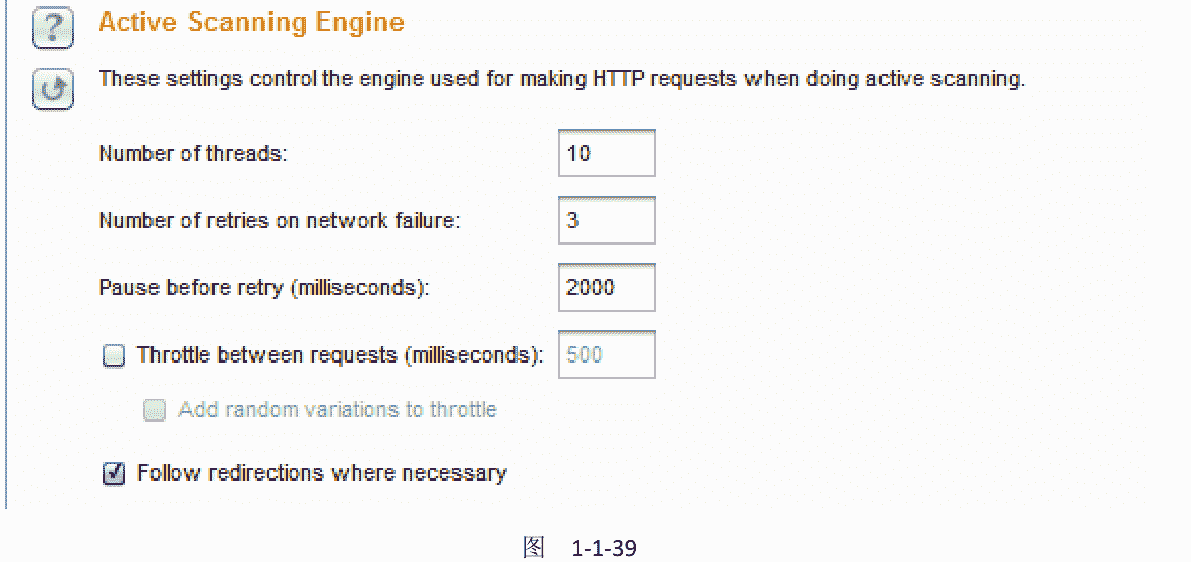 ?
Active Scanning Engine
These settings control the engine used for making HTTP requests when doing active scanning.
Number of threads: 10
Number of retries on network failure: 3
Pause before retry (milliseconds): 2000
Throttle between requests (milliseconds): 500
Add random variations to throttle
Follow redirections where necessary
图 1-1-39